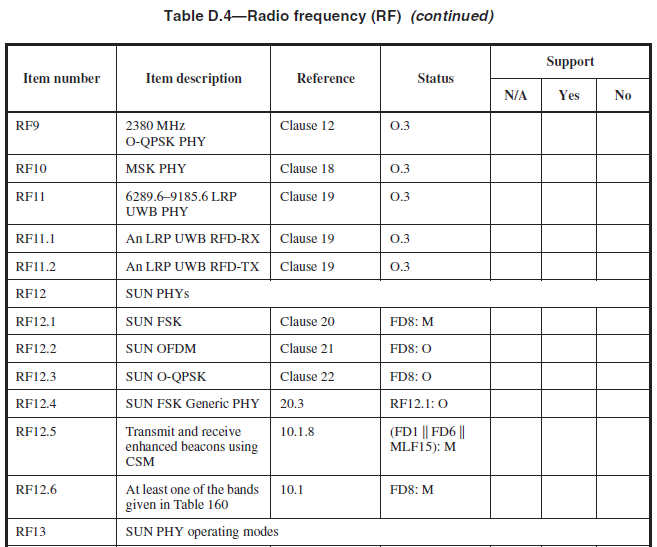 Table D.4—Radio frequency (RF) (continued)
Item number Item description Reference Status Support
N/A Yes No
RF9 2380 MHz Clause 12 O.3
O-QPSK PHY
RF10 MSK PHY Clause 18 O.3
RF11 6289.6–9185.6 LRP Clause 19 O.3
UWB PHY
RF11.1 An LRP UWB RFD-RX Clause 19 O.3
RF11.2 An LRP UWB RFD-TX Clause 19 O.3
RF12 SUN PHYs
RF12.1 SUN FSK Clause 20 FD8: M
RF12.2 SUN OFDM Clause 21 FD8: O
RF12.3 SUN O-QPSK Clause 22 FD8: O
RF12.4 SUN FSK Generic PHY 20.3 RF12.1: O
RF12.5 Transmit and receive 10.1.8 (FD1 || FD6 ||
enhanced beacons using MLF15): M
CSM
RF12.6 At least one of the bands 10.1 FD8: M
given in Table 160
RF13 SUN PHY operating modes